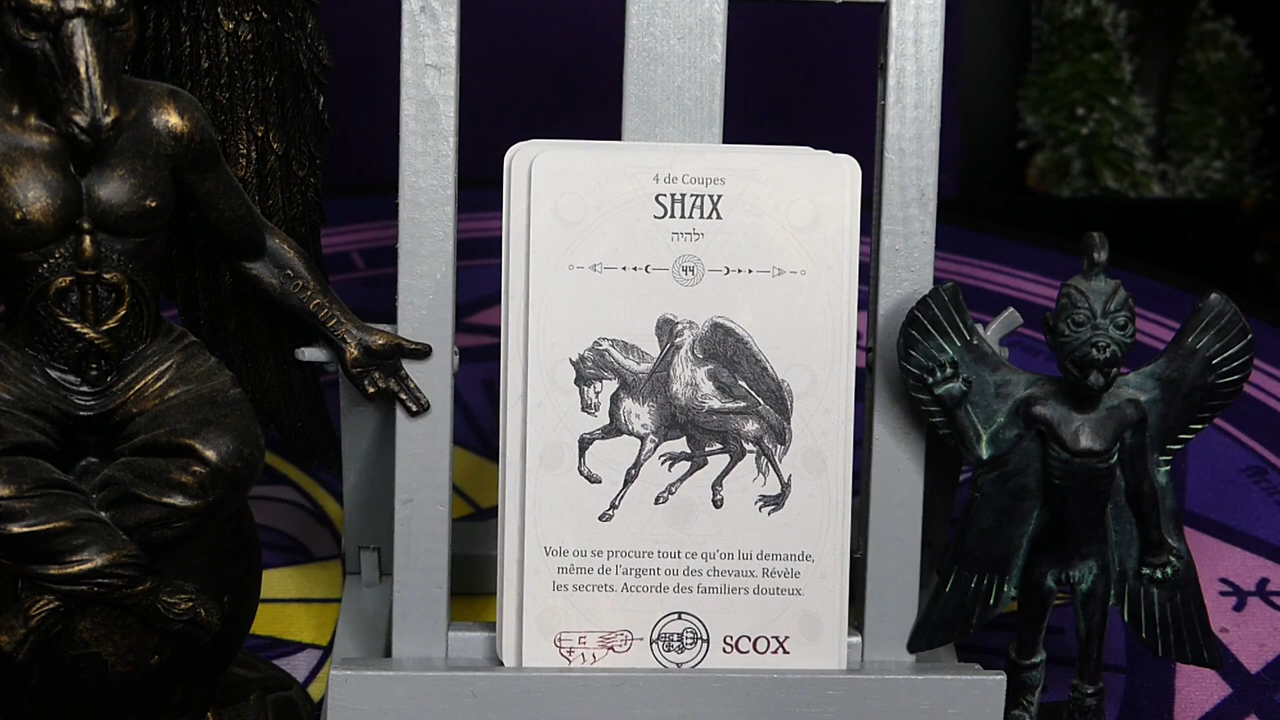 4 de Coupes
SHAX
ילהיה
44
Vole ou se procure tout ce qu'on lui demande,
même de l'argent ou des chevaux. Révèle
les secrets. Accorde des familiers douteux.
SCOX
COAGULA